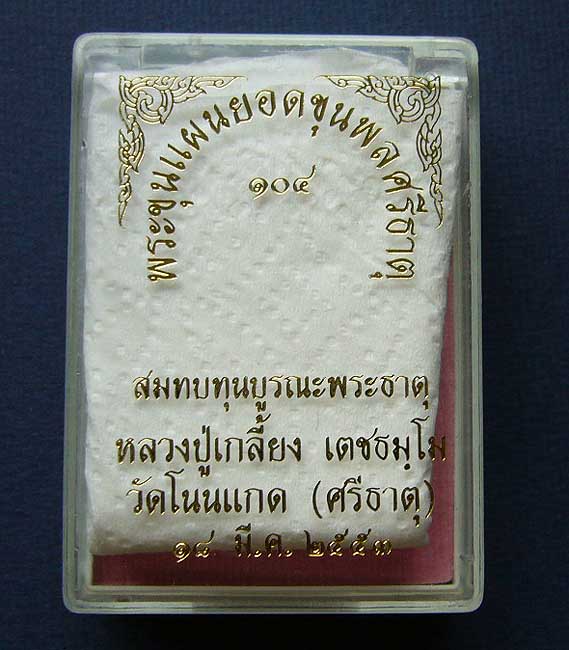 พระขุนแผนยอดขุนพลศรีธาตุ
๑๐๔
สมทบทุนบูรณะพระธาตุ
หลวงปู่เกลี้ยง เตชธมฺโม
วัดโนนแกด (ศรีธาตุ)
๑๘ มี.ค. ๒๕๕๓